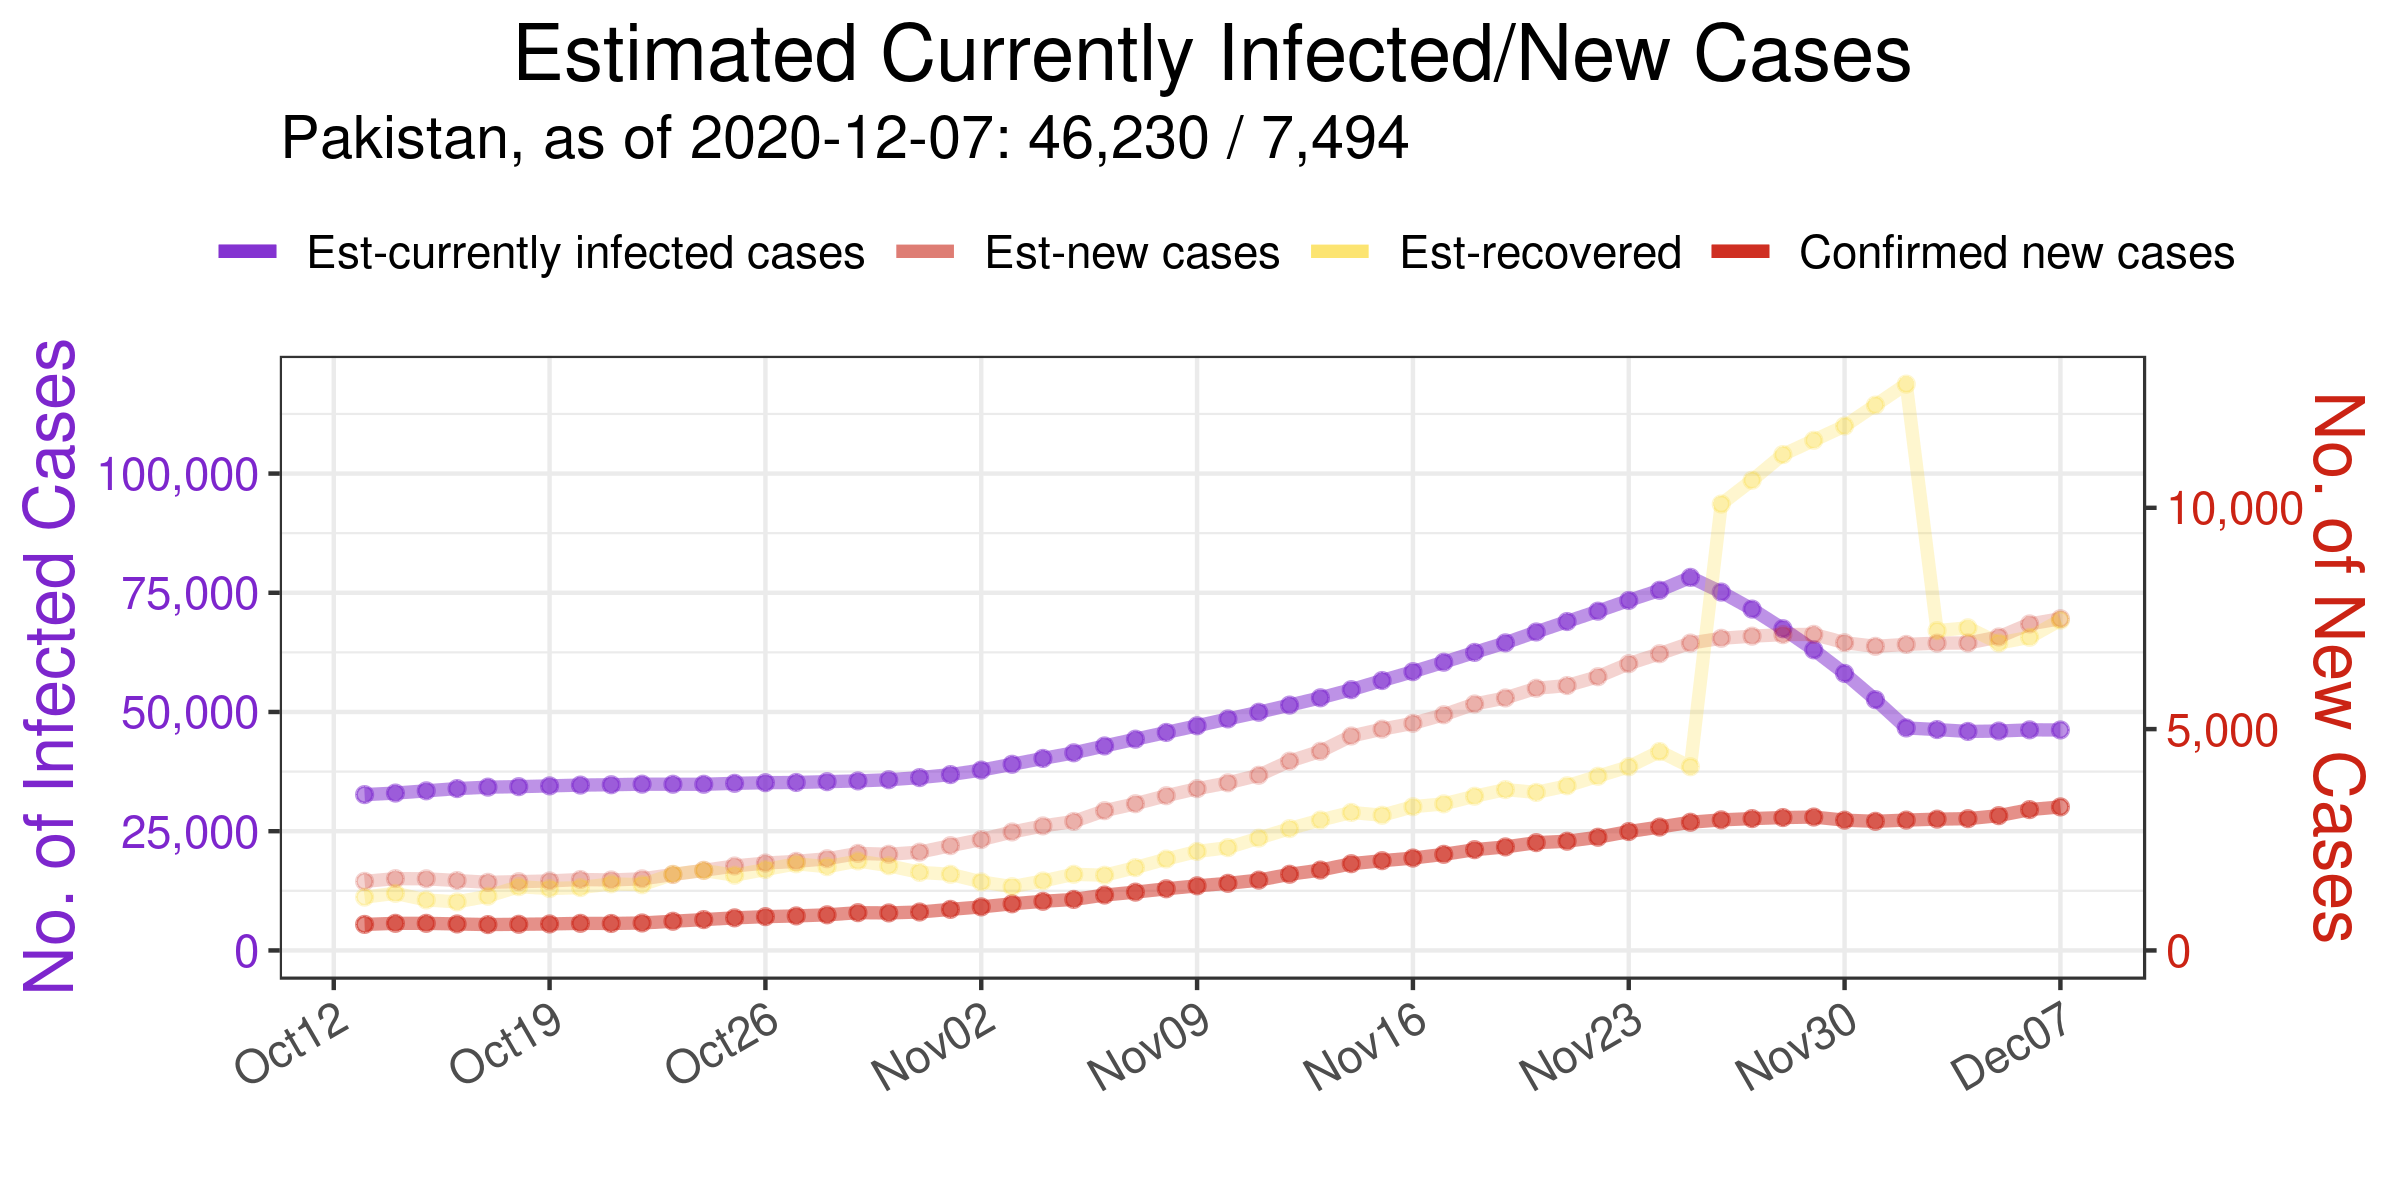 Estimated Currently Infected/New Cases
Pakistan, as of 2020-12-07: 46,230 / 7,494
Est-currently infected cases Est-new cases Est-recovered Confirmed new cases
No. of Infected Cases
100,000
75,000
50,000
25,000
0
10,000
5,000
0
No. of New Cases
Oct12 Oct19 Oct26 Nov02 Nov09 Nov16 Nov23 Nov30 Dec07